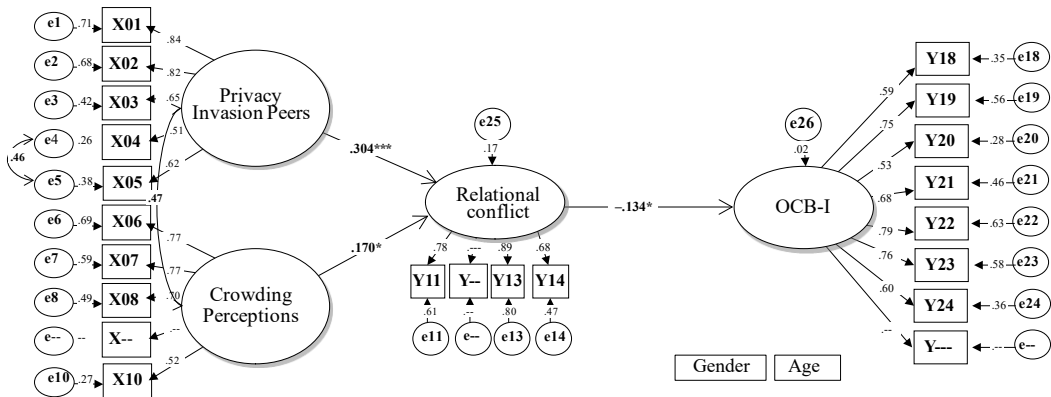 e1 .71 X01
.84
e2 .68 X02
.82
e3 .42 X03
.65
e4 .26 X04
.51
.46
e5 .38 X05
.62
.47
Privacy
Invasion Peers
e6 .69 X06
.77
e7 .59 X07
.77
e8 .49 X08
.70
e-- -- X--
.--
e10 .27 X10
.52
Crowding
Perceptions
.304***
.170*
e25
.17
Relational
conflict
.78 .--- .89 .68
Y11 Y-- Y13 Y14
.61 .-- .80 .47
e11 e-- e13 e14
–.134*
e26
.02
OCB-I
.59
Y18 .35 e18
.75
Y19 .56 e19
.53
Y20 .28 e20
.68
Y21 .46 e21
.79
Y22 .63 e22
.76
Y23 .58 e23
.60
Y24 .36 e24
.--
Y--- .-- e--
Gender Age